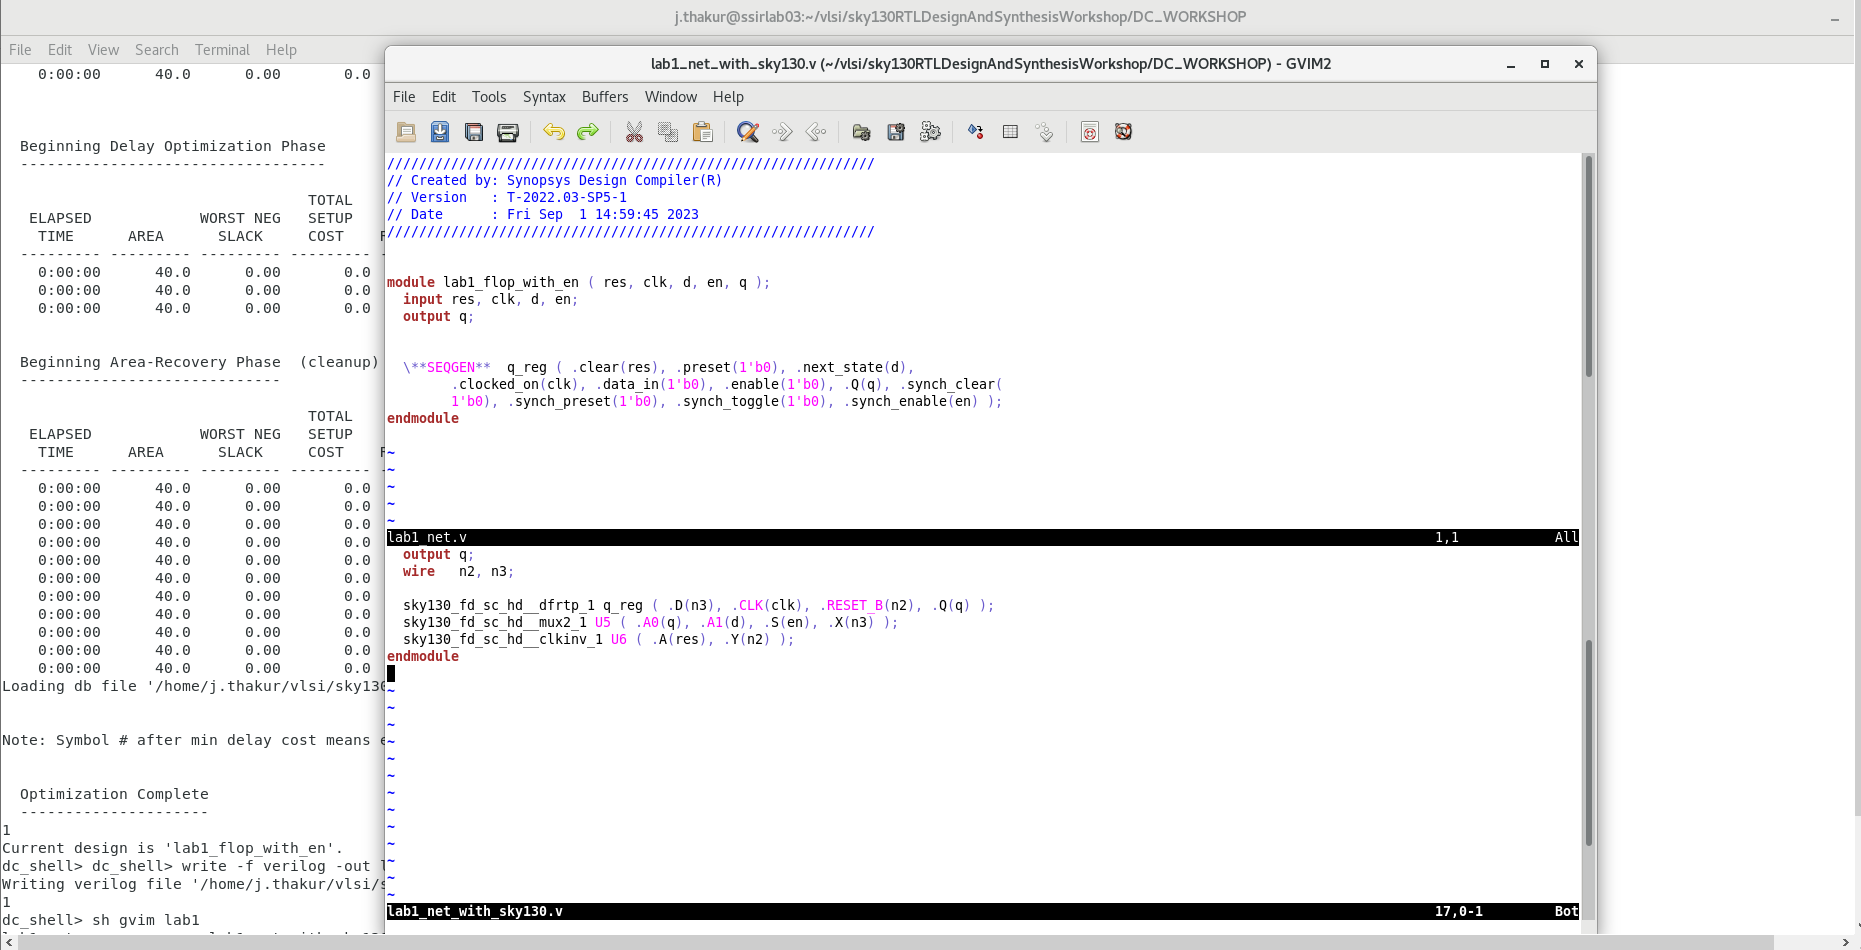 j.thakur@ssirlab03:~/vlsi/sky130RTLDesignAndSynthesisWorkshop/DC_WORKSHOP
File Edit View Search Terminal Help
0:00:00 40.0 0.00 0.0
Beginning Delay Optimization Phase
----------------------------------
TOTAL
ELAPSED WORST NEG SETUP
TIME AREA SLACK COST
--------- --------- --------- ---------
0:00:00 40.0 0.00 0.0
0:00:00 40.0 0.00 0.0
0:00:00 40.0 0.00 0.0
Beginning Area-Recovery Phase (cleanup)
-----------------------------
TOTAL
ELAPSED WORST NEG SETUP
TIME AREA SLACK COST
--------- --------- --------- ---------
0:00:00 40.0 0.00 0.0
0:00:00 40.0 0.00 0.0
0:00:00 40.0 0.00 0.0
0:00:00 40.0 0.00 0.0
0:00:00 40.0 0.00 0.0
0:00:00 40.0 0.00 0.0
0:00:00 40.0 0.00 0.0
0:00:00 40.0 0.00 0.0
0:00:00 40.0 0.00 0.0
0:00:00 40.0 0.00 0.0
0:00:00 40.0 0.00 0.0
Loading db file '/home/j.thakur/vlsi/sky130
Note: Symbol # after min delay cost means
Optimization Complete
---------------------
1
Current design is 'lab1_flop_with_en'.
dc_shell> dc_shell> write -f verilog -out l
Writing verilog file '/home/j.thakur/vlsi/s
1
dc_shell> sh gvim lab1
lab1_net_with_sky130.v (~/vlsi/sky130RTLDesignAndSynthesisWorkshop/DC_WORKSHOP) - GVIM2
File Edit Tools Syntax Buffers Window Help
/////////////////////////////////////////////////////////////
// Created by: Synopsys Design Compiler(R)
// Version   : T-2022.03-SP5-1
// Date      : Fri Sep  1 14:59:45 2023
/////////////////////////////////////////////////////////////
module lab1_flop_with_en ( res, clk, d, en, q );
input res, clk, d, en;
output q;
\**SEQGEN**  q_reg ( .clear(res), .preset(1'b0), .next_state(d),
.clocked_on(clk), .data_in(1'b0), .enable(1'b0), .Q(q), .synch_clear(
1'b0), .synch_preset(1'b0), .synch_toggle(1'b0), .synch_enable(en) );
endmodule
~
~
~
~
~
lab1_net.v 1,1 All
output q;
wire   n2, n3;
sky130_fd_sc_hd__dfrtp_1 q_reg ( .D(n3), .CLK(clk), .RESET_B(n2), .Q(q) );
sky130_fd_sc_hd__mux2_1 U5 ( .A0(q), .A1(d), .S(en), .X(n3) );
sky130_fd_sc_hd__clkinv_1 U6 ( .A(res), .Y(n2) );
endmodule
~
~
~
~
~
~
~
~
~
~
~
~
~
lab1_net_with_sky130.v 17,0-1 Bot